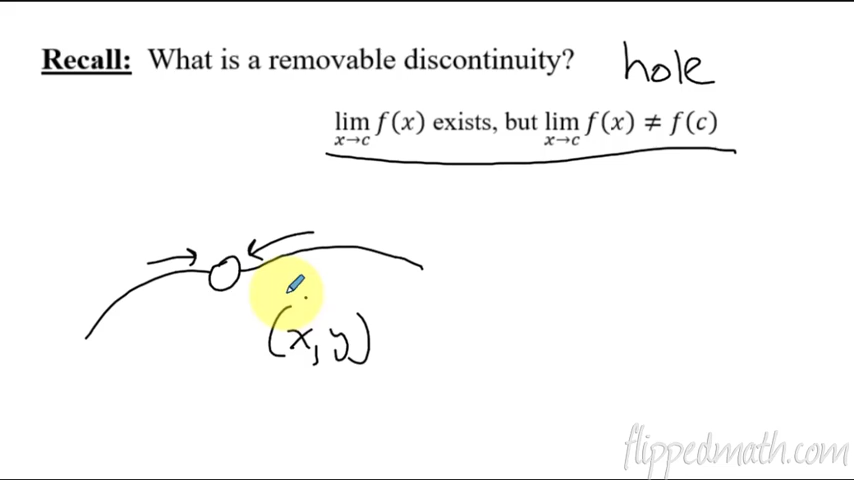 Recall: What is a removable discontinuity? hole
lim x→c f(x) exists, but lim x→c f(x) ≠ f(c)
(x, y)
flippedmath.com